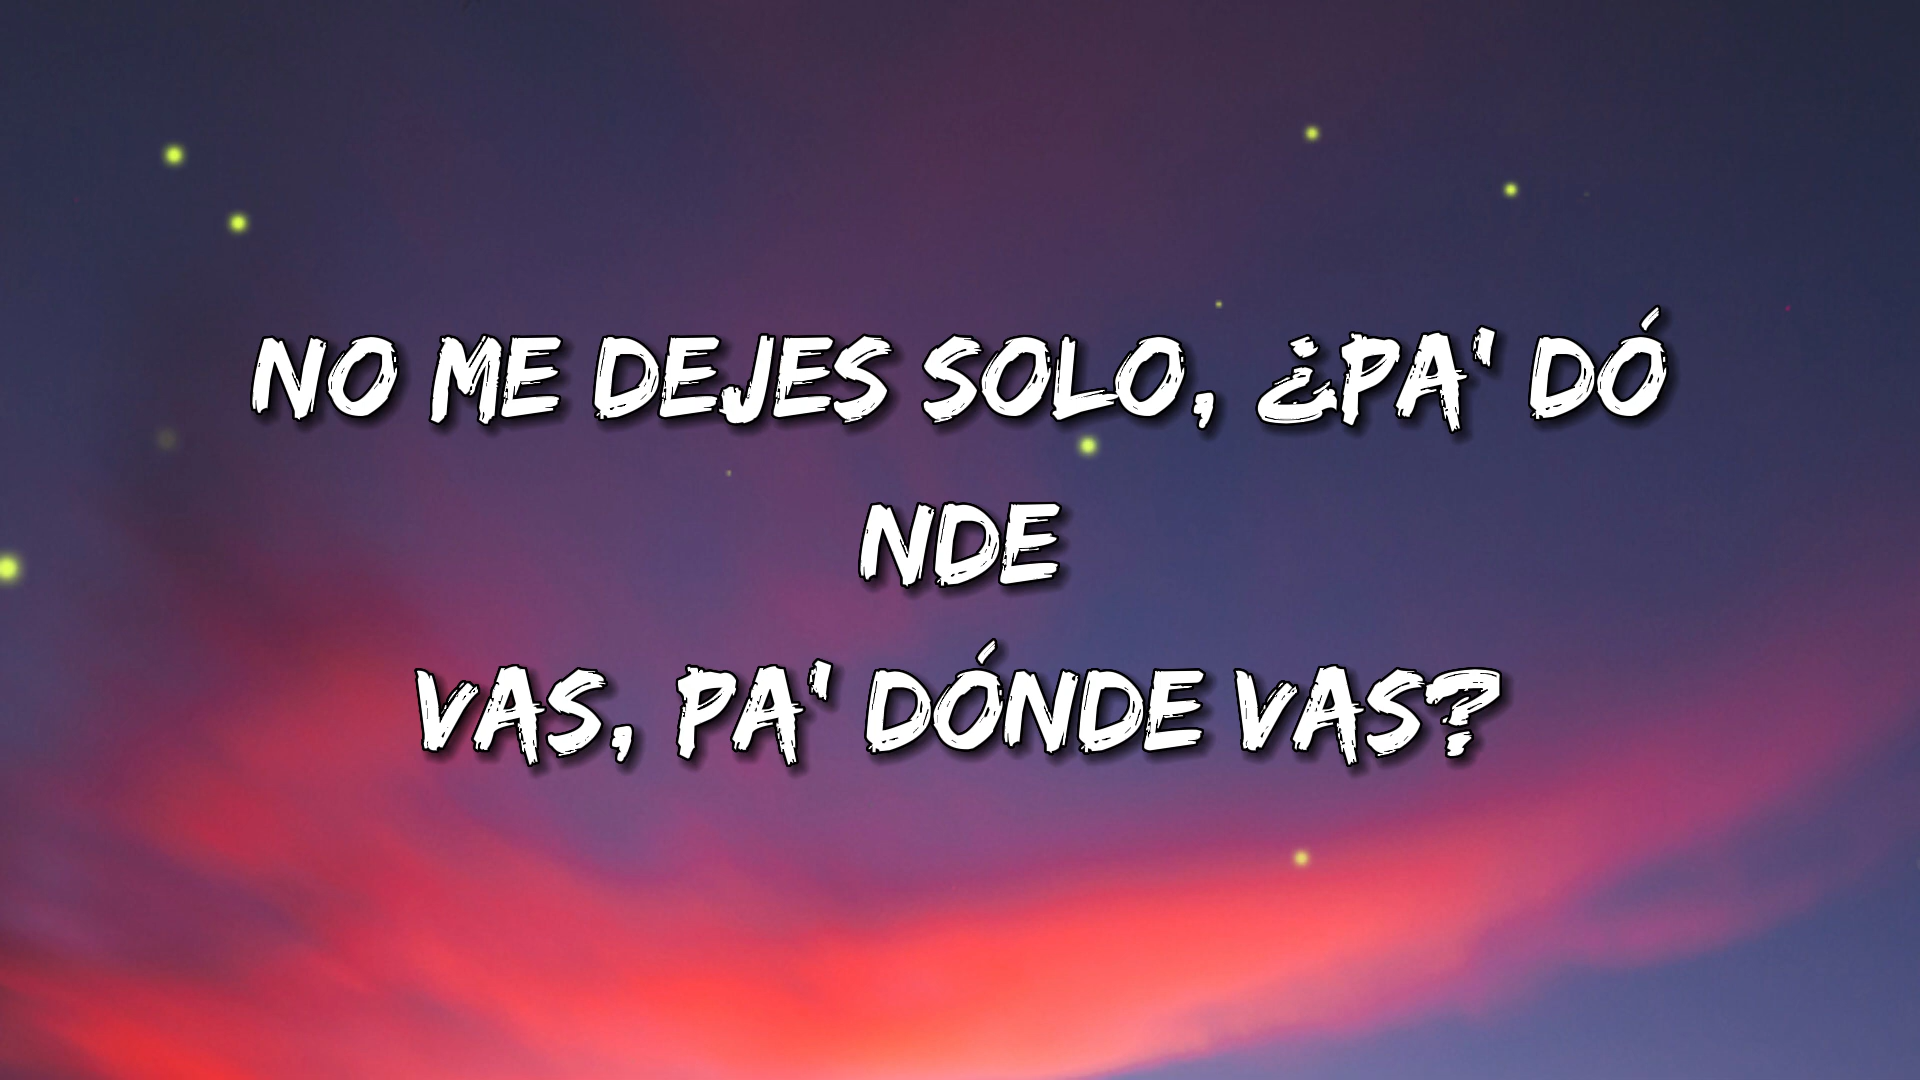 NO ME DEJES SOLO, ¿PA' DÓ
NDE
VAS, PA' DÓNDE VAS?